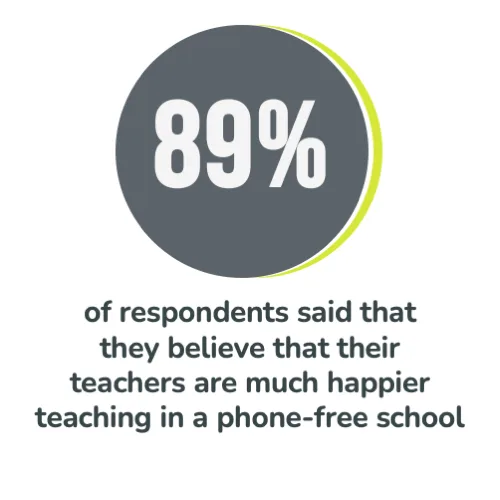 89%
of respondents said that
they believe that their
teachers are much happier
teaching in a phone-free school